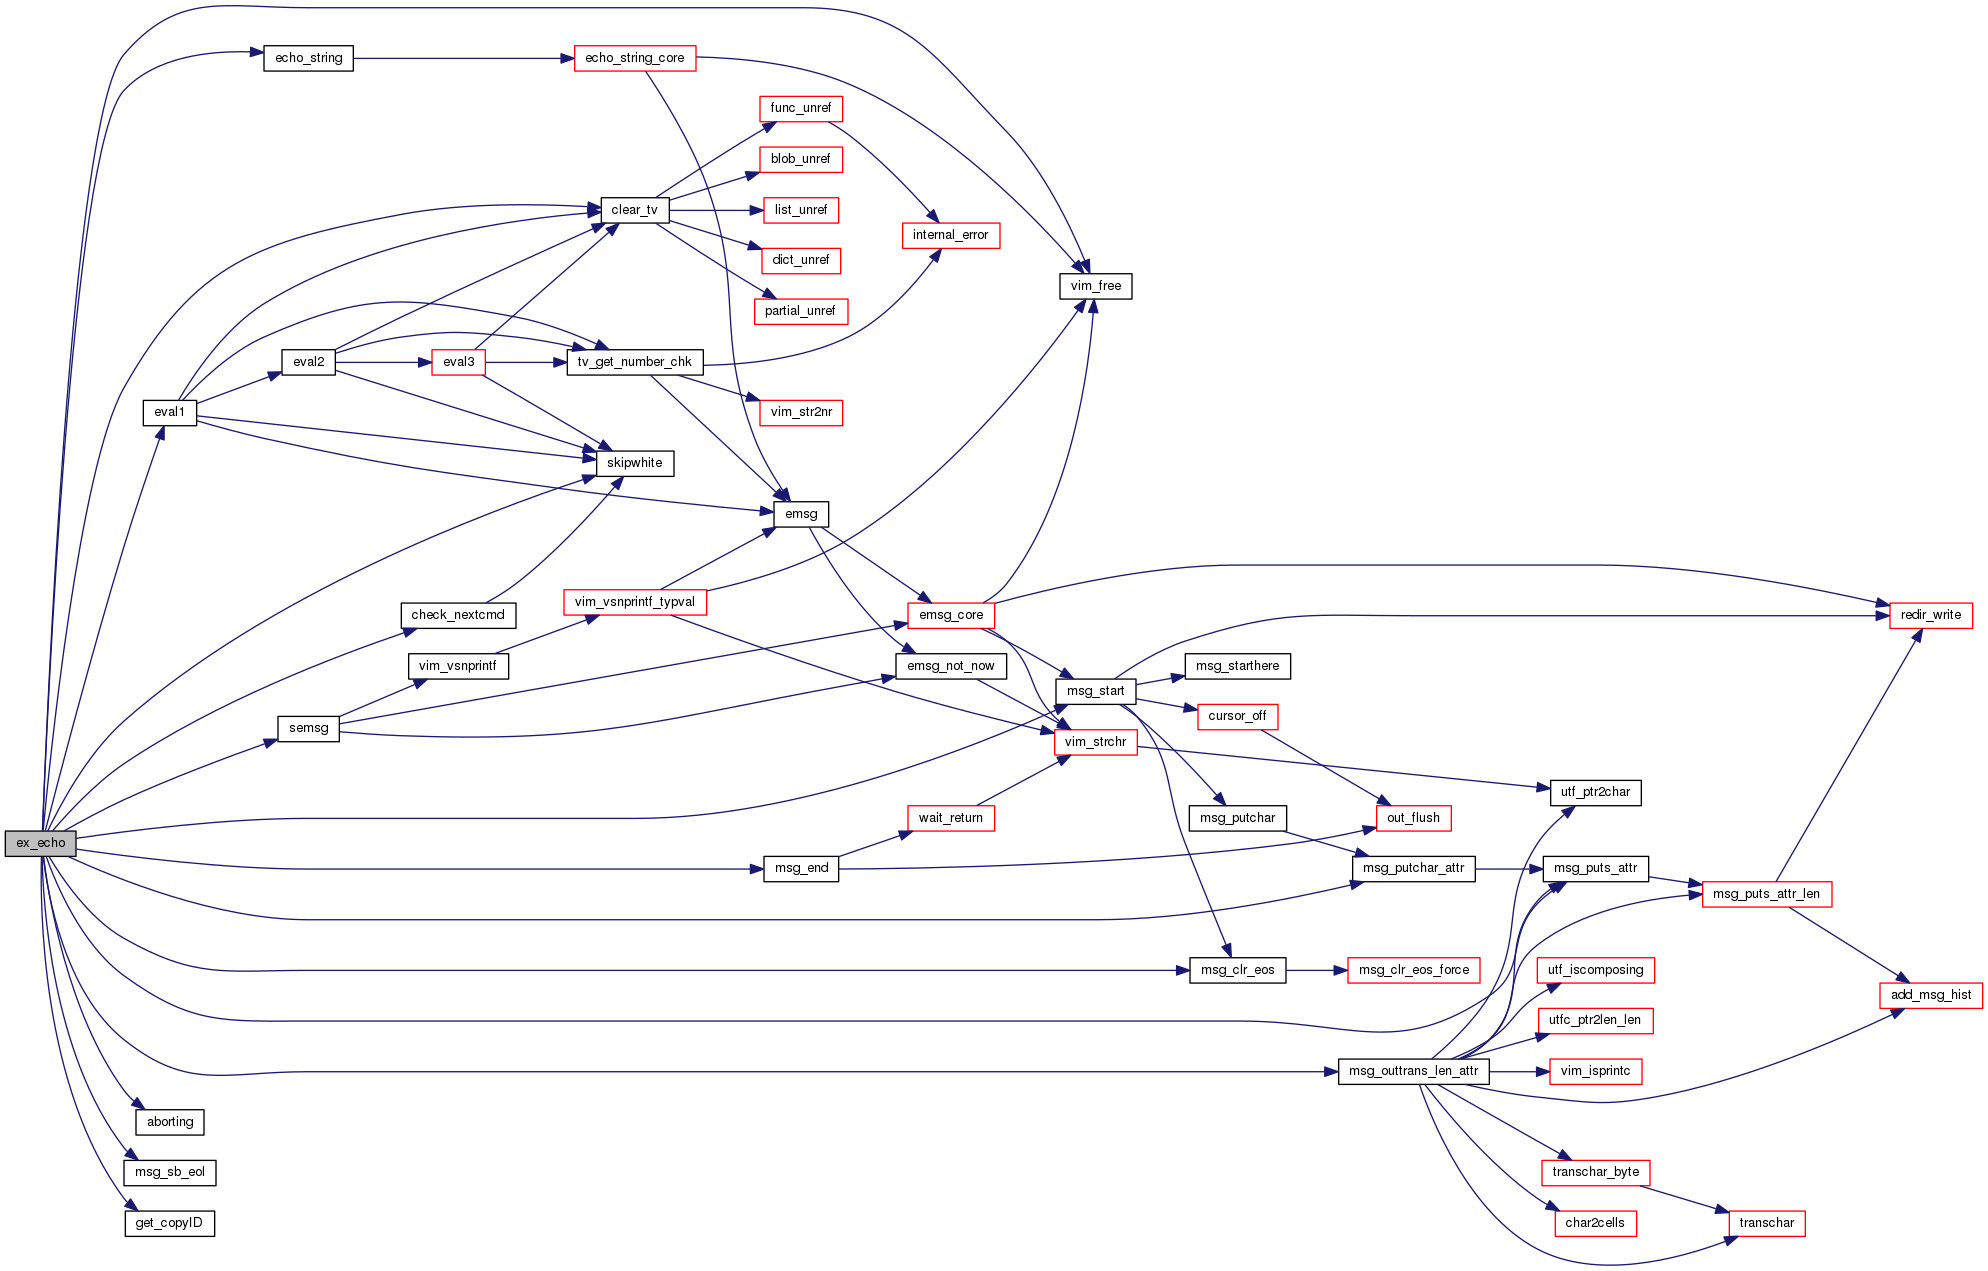 echo_string
echo_string_core
func_unref
blob_unref
clear_tv
list_unref
internal_error
dict_unref
vim_free
partial_unref
eval2
eval3
tv_get_number_chk
eval1
vim_str2nr
skipwhite
emsg
vim_vsnprintf_typval
check_nextcmd
emsg_core
redir_write
vim_vsnprintf
emsg_not_now
msg_starthere
msg_start
cursor_off
semsg
vim_strchr
utf_ptr2char
wait_return
msg_putchar
out_flush
ex_echo
msg_end
msg_putchar_attr
msg_puts_attr
msg_puts_attr_len
msg_clr_eos
msg_clr_eos_force
utf_iscomposing
add_msg_hist
utfc_ptr2len_len
msg_outtrans_len_attr
vim_isprintc
aborting
msg_sb_eol
transchar_byte
get_copyID
char2cells
transchar